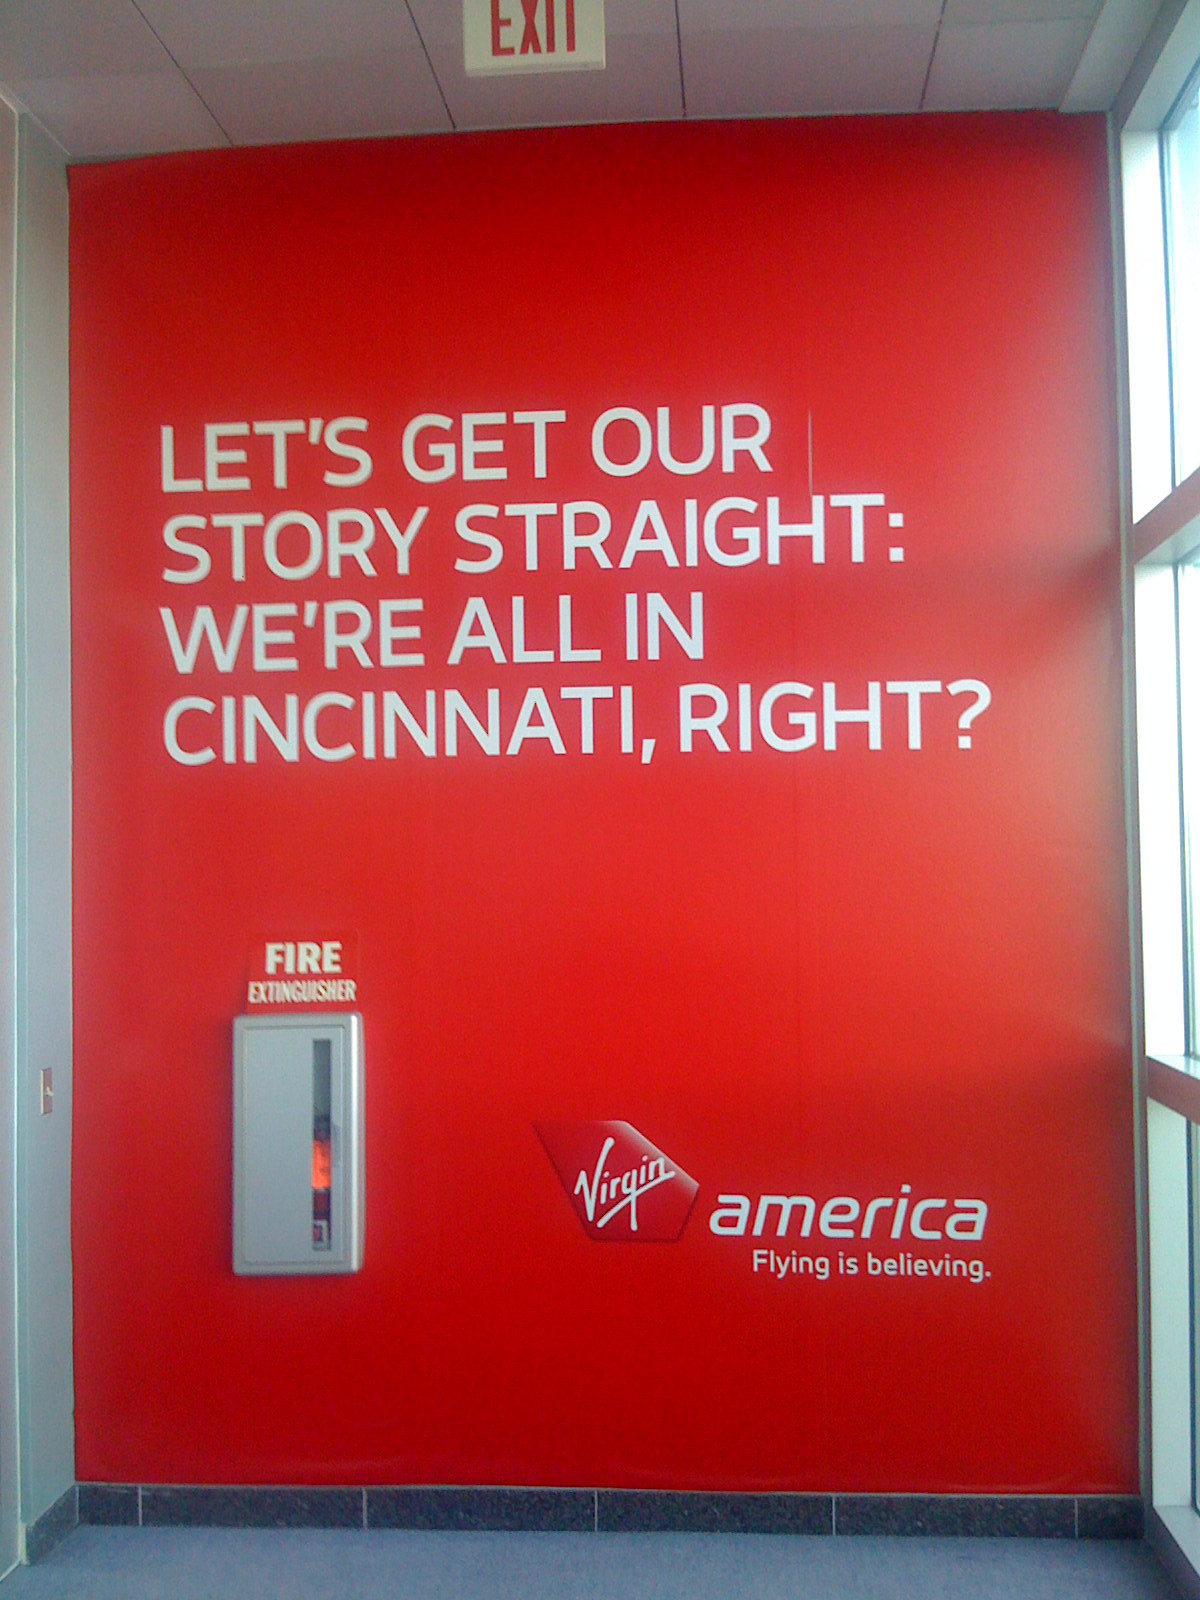 EXIT
LET'S GET OUR
STORY STRAIGHT:
WE'RE ALL IN
CINCINNATI, RIGHT?
FIRE
EXTINGUISHER
Virgin america
Flying is believing.